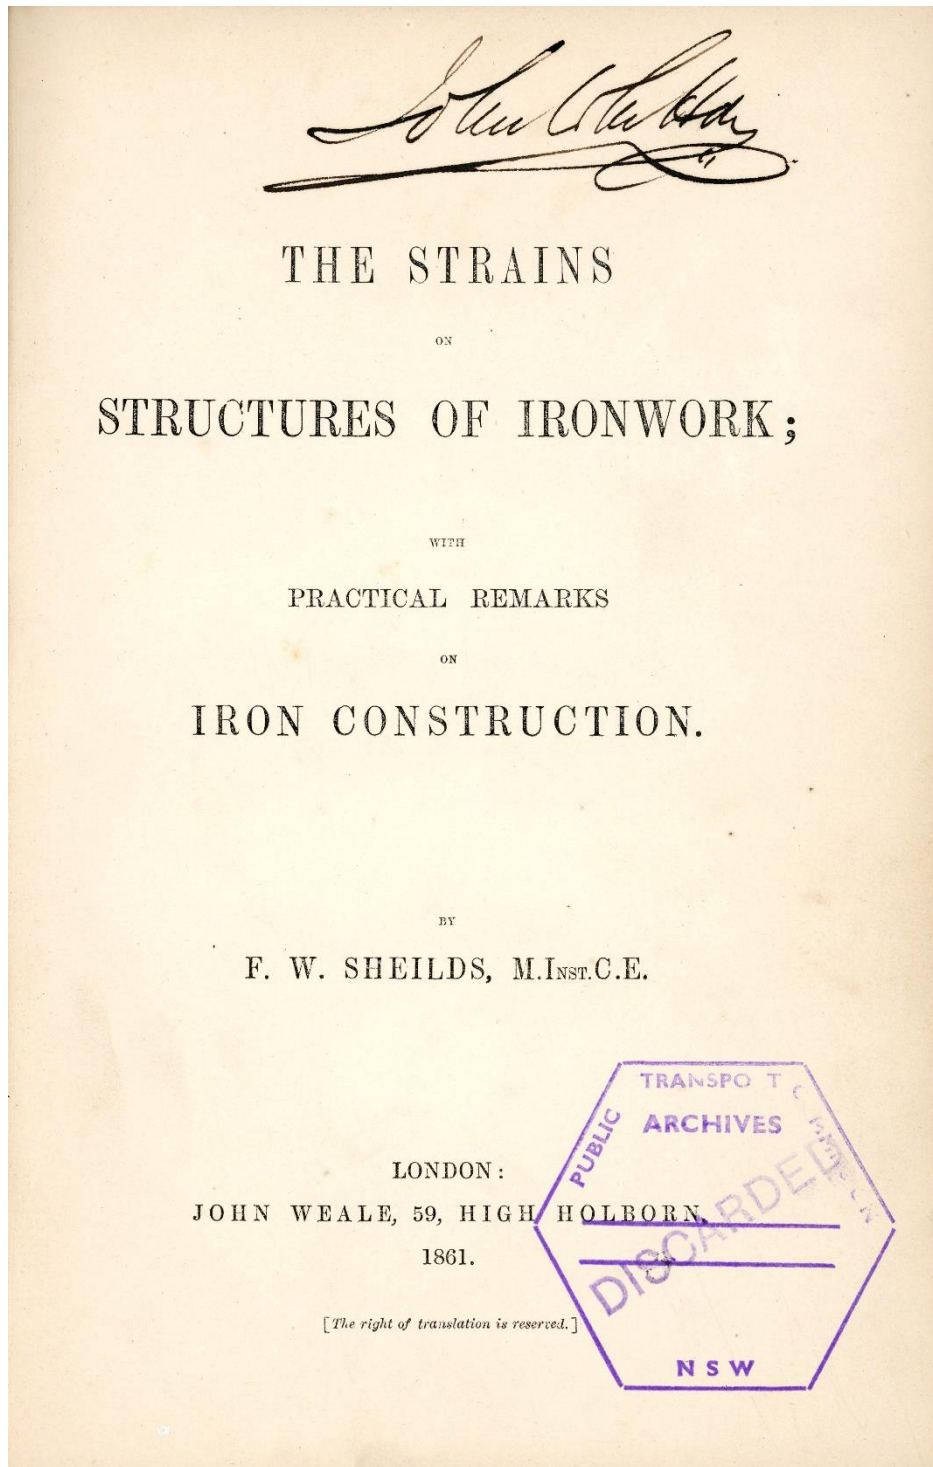 John
THE STRAINS
ON
STRUCTURES OF IRONWORK;
WITH
PRACTICAL REMARKS
ON
IRON CONSTRUCTION.
BY
F. W. SHEILDS, M.INST.C.E.
LONDON:
JOHN WEALE, 59, HIGH HOLBORN,
1861.
[The right of translation is reserved.]
PUBLIC TRANSPO T
ARCHIVES
DISCARDED
NSW